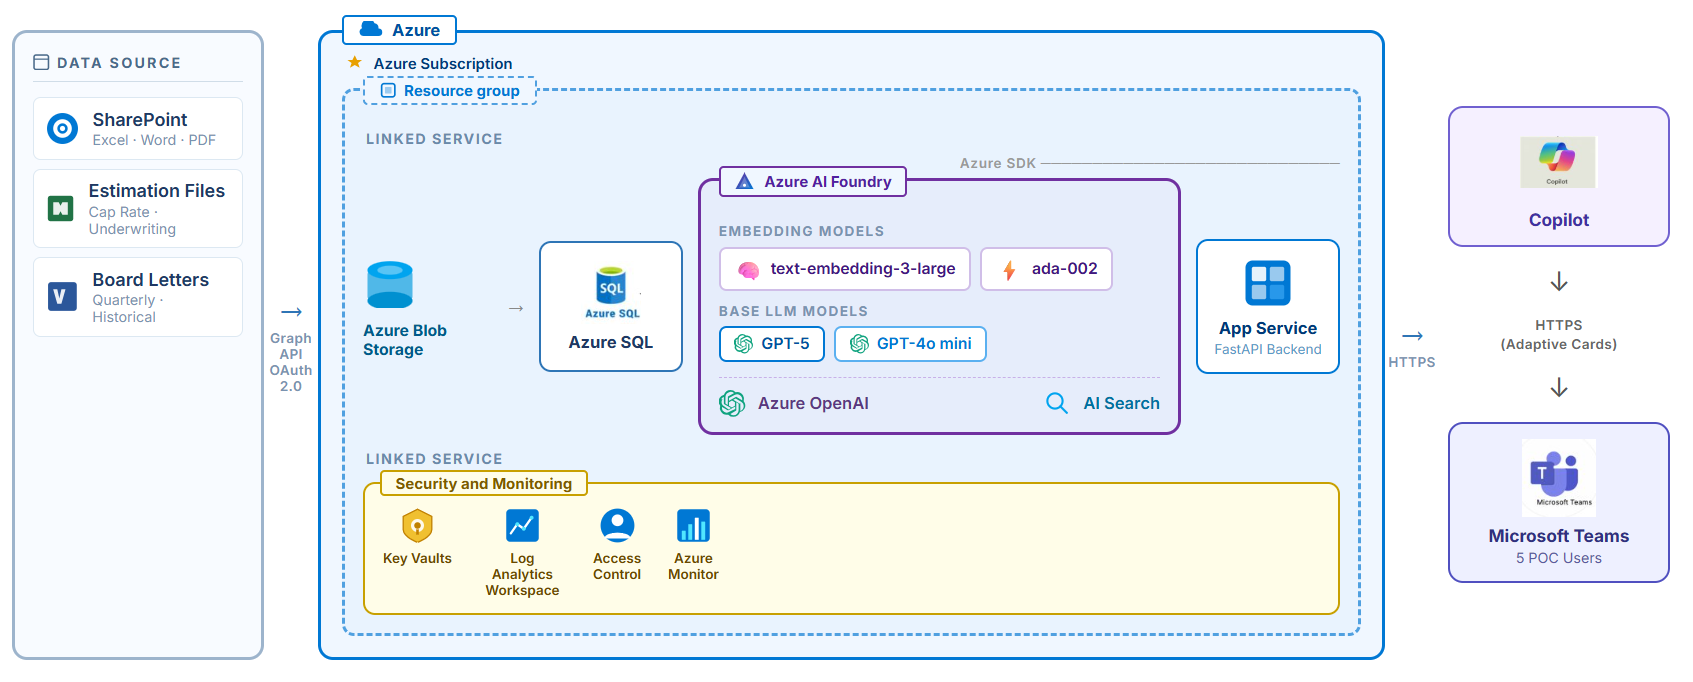 DATA SOURCE
SharePoint
Excel · Word · PDF
Estimation Files
Cap Rate ·
Underwriting
V
Board Letters
Quarterly ·
Historical
→
Graph
API
OAuth
2.0
Azure
Azure Subscription
Resource group
LINKED SERVICE
Azure Blob
Storage
→
SQL
Azure SQL
Azure SQL
Azure SDK
Azure AI Foundry
EMBEDDING MODELS
text-embedding-3-large
ada-002
BASE LLM MODELS
GPT-5
GPT-4o mini
Azure OpenAI
AI Search
App Service
FastAPI Backend
LINKED SERVICE
Security and Monitoring
Key Vaults
Log
Analytics
Workspace
Access
Control
Azure
Monitor
→
HTTPS
Copilot
Copilot
↓
HTTPS
(Adaptive Cards)
↓
T
Microsoft Teams
Microsoft Teams
5 POC Users